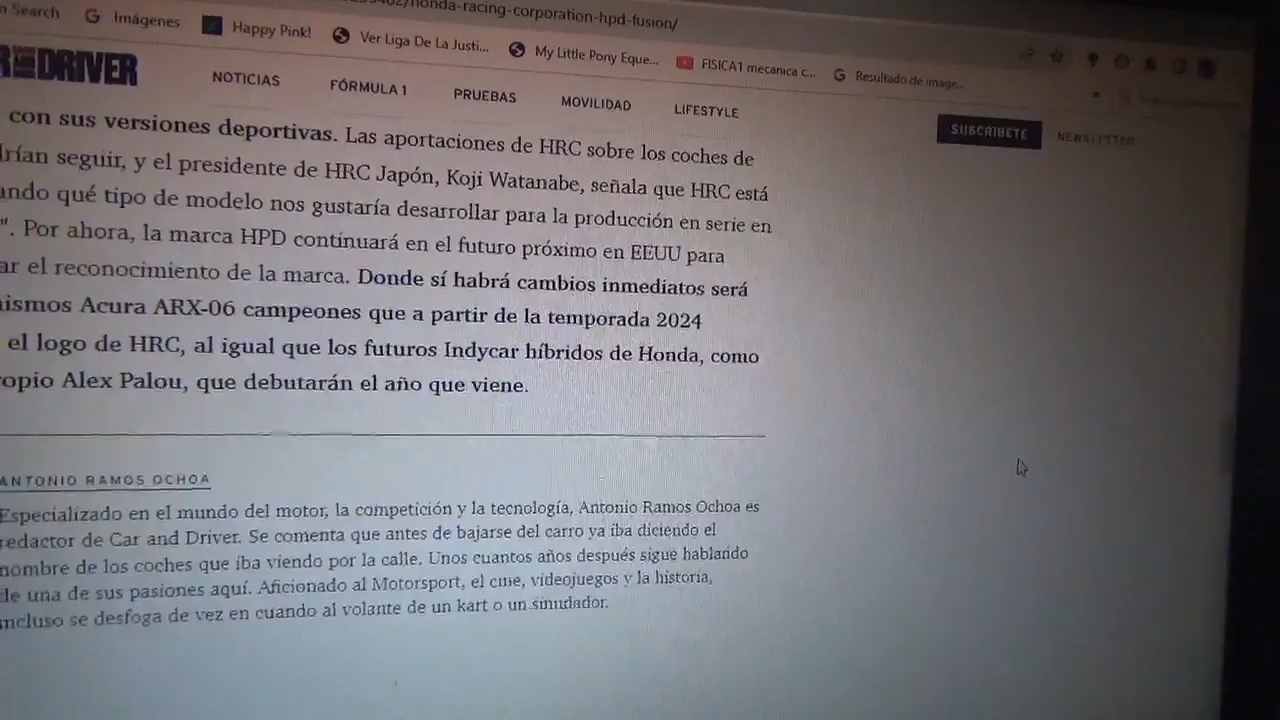 /honda-racing-corporation-hpd-fusion/
Search Imágenes Happy Pink! Ver Liga De La Justi... My Little Pony Eque... FISICA1 mecanica c... Resultado de image...
DRIVER NOTICIAS FÓRMULA 1 PRUEBAS MOVILIDAD LIFESTYLE SUBSCRÍBETE NEWSLETTER
con sus versiones deportivas. Las aportaciones de HRC sobre los coches de
seguir, y el presidente de HRC Japón, Koji Watanabe, señala que HRC está
qué tipo de modelo nos gustaría desarrollar para la producción en serie en
". Por ahora, la marca HPD continuará en el futuro próximo en EEUU para
el reconocimiento de la marca. Donde sí habrá cambios inmediatos será
Acura ARX-06 campeones que a partir de la temporada 2024
el logo de HRC, al igual que los futuros Indycar híbridos de Honda, como
Alex Palou, que debutarán el año que viene.
ANTONIO RAMOS OCHOA
Especializado en el mundo del motor, la competición y la tecnología, Antonio Ramos Ochoa es
redactor de Car and Driver. Se comenta que antes de bajarse del carro ya iba diciendo el
nombre de los coches que iba viendo por la calle. Unos cuantos años después sigue hablando
de una de sus pasiones aquí. Aficionado al Motorsport, el cine, videojuegos y la historia,
incluso se desfoga de vez en cuando al volante de un kart o un simulador.